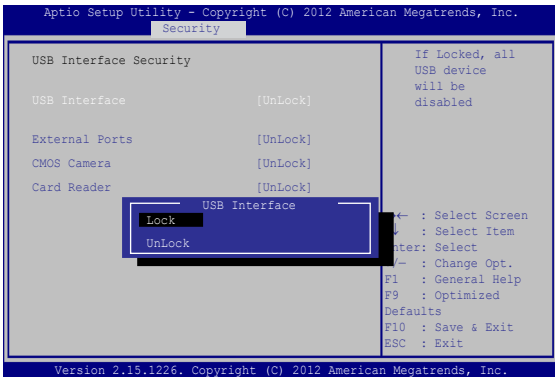 Aptio Setup Utility - Copyright (C) 2012 American Megatrends, Inc.
Security
USB Interface Security
USB Interface [UnLock]
External Ports [UnLock]
CMOS Camera [UnLock]
Card Reader [UnLock]
USB Interface
Lock
UnLock
If Locked, all
USB device
will be
disabled
← : Select Screen
↓ : Select Item
nter: Select
/— : Change Opt.
F1 : General Help
F9 : Optimized
Defaults
F10 : Save & Exit
ESC : Exit
Version 2.15.1226. Copyright (C) 2012 American Megatrends, Inc.